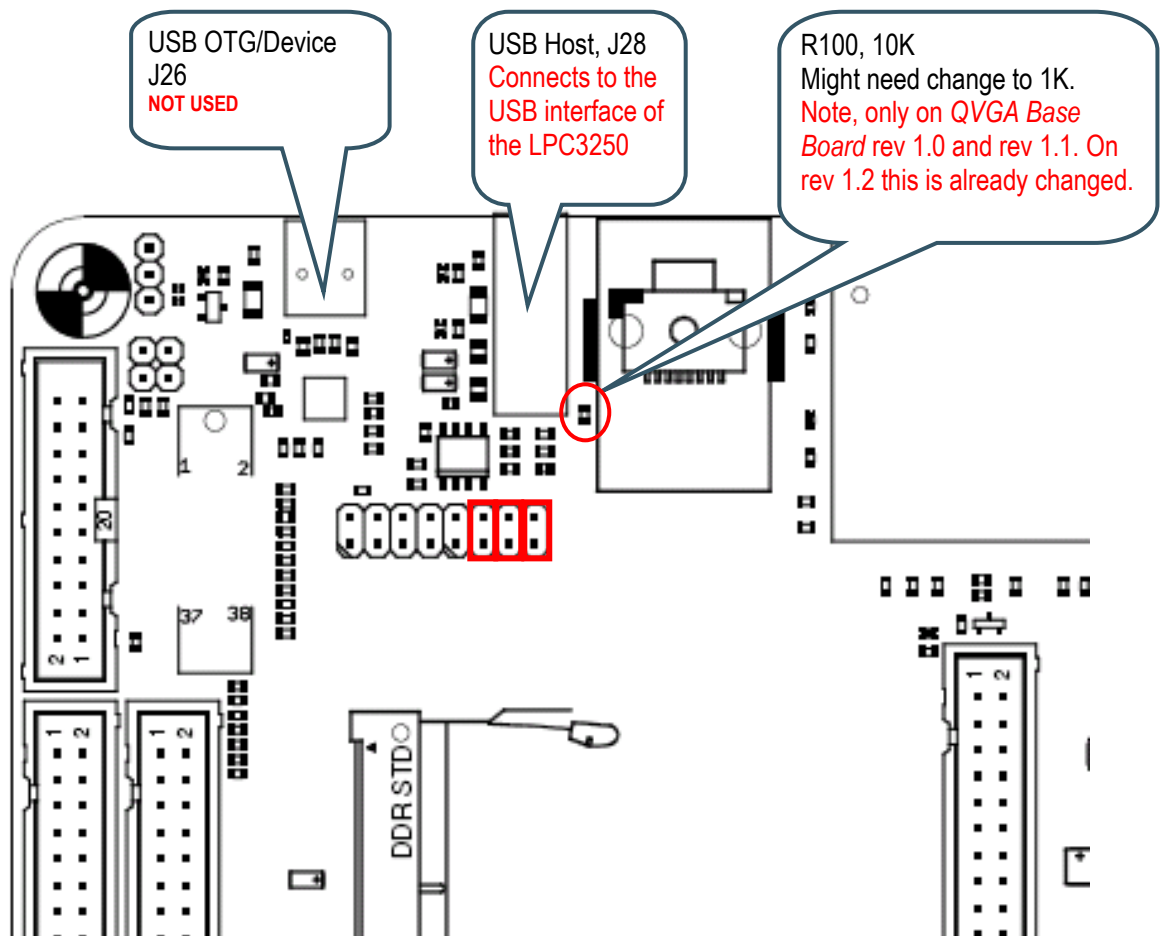 USB OTG/Device
J26
NOT USED
USB Host, J28
Connects to the
USB interface of
the LPC3250
R100, 10K
Might need change to 1K.
Note, only on QVGA Base
Board rev 1.0 and rev 1.1. On
rev 1.2 this is already changed.
1 2
20
37 38
2 1
1 2
1 2
1 2
DDR STD